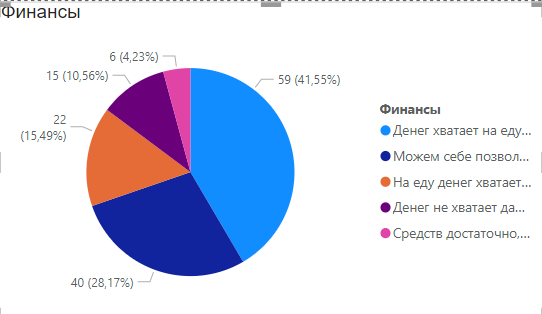 Финансы
6 (4,23%)
15 (10,56%)
59 (41,55%)
22
(15,49%)
40 (28,17%)
Финансы
Денег хватает на еду...
Можем себе позвол...
На еду денег хватает...
Денег не хватает да...
Средств достаточно,...